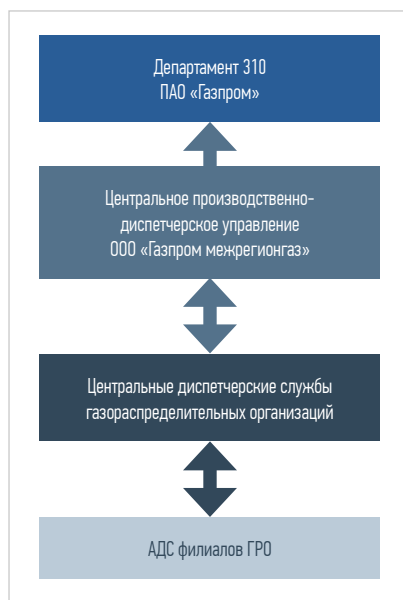 Департамент 310
ПАО «Газпром»
Центральное производственно-
диспетчерское управление
ООО «Газпром межрегионгаз»
Центральные диспетчерские службы
газораспределительных организаций
АДС филиалов ГРО